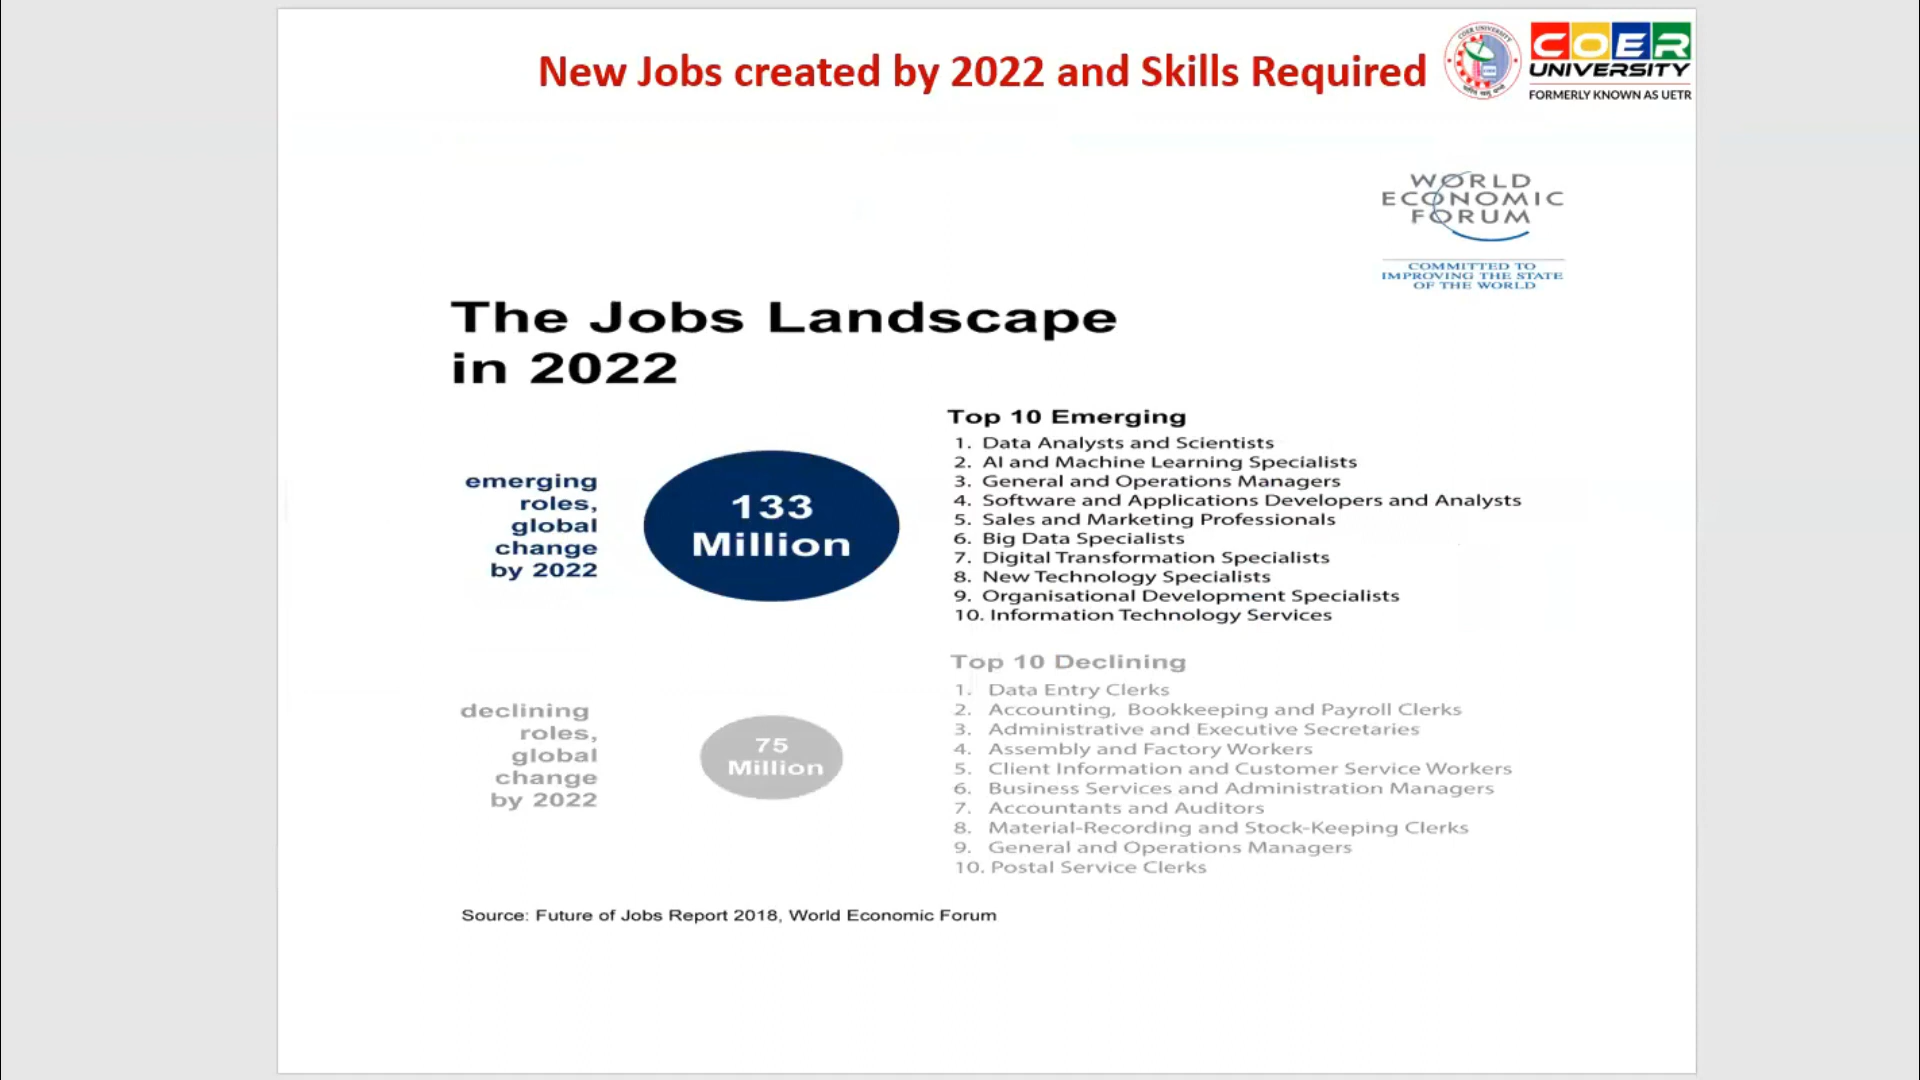 New Jobs created by 2022 and Skills Required
COER UNIVERSITY
COER
UNIVERSITY
FORMERLY KNOWN AS UETR
WORLD
ECONOMIC
FORUM
COMMITTED TO
IMPROVING THE STATE
OF THE WORLD
The Jobs Landscape
in 2022
emerging
roles,
global
change
by 2022
133
Million
Top 10 Emerging
1. Data Analysts and Scientists
2. AI and Machine Learning Specialists
3. General and Operations Managers
4. Software and Applications Developers and Analysts
5. Sales and Marketing Professionals
6. Big Data Specialists
7. Digital Transformation Specialists
8. New Technology Specialists
9. Organisational Development Specialists
10. Information Technology Services
declining
roles,
global
change
by 2022
75
Million
Top 10 Declining
1. Data Entry Clerks
2. Accounting, Bookkeeping and Payroll Clerks
3. Administrative and Executive Secretaries
4. Assembly and Factory Workers
5. Client Information and Customer Service Workers
6. Business Services and Administration Managers
7. Accountants and Auditors
8. Material-Recording and Stock-Keeping Clerks
9. General and Operations Managers
10. Postal Service Clerks
Source: Future of Jobs Report 2018, World Economic Forum